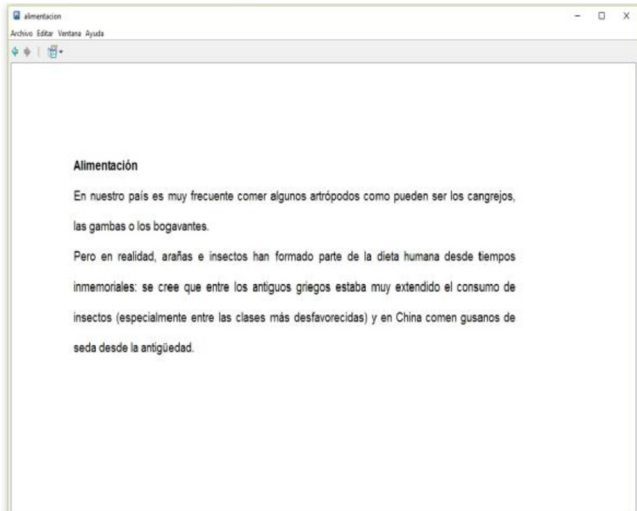 alimentacion
Archivo Editar Ventana Ayuda
Alimentación
En nuestro país es muy frecuente comer algunos artrópodos como pueden ser los cangrejos,
las gambas o los bogavantes.
Pero en realidad, arañas e insectos han formado parte de la dieta humana desde tiempos
inmemoriales: se cree que entre los antiguos griegos estaba muy extendido el consumo de
insectos (especialmente entre las clases más desfavorecidas) y en China comen gusanos de
seda desde la antigüedad.